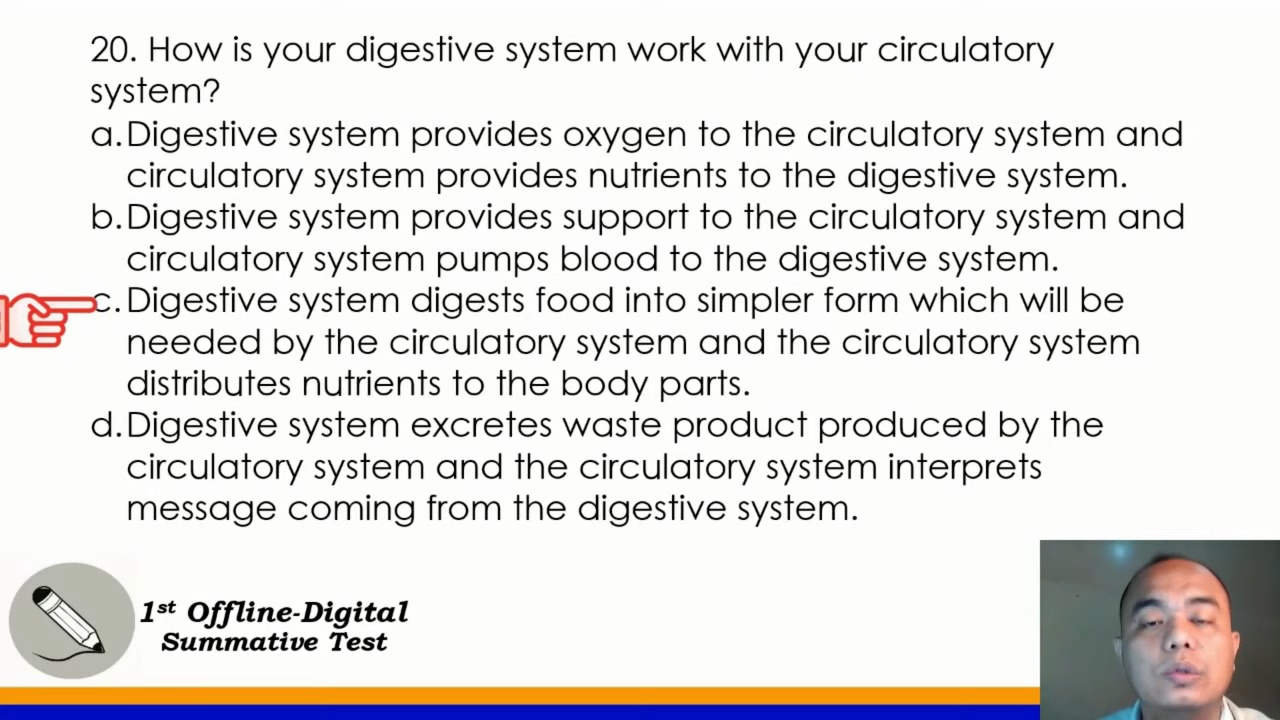 20. How is your digestive system work with your circulatory
system?
a. Digestive system provides oxygen to the circulatory system and
circulatory system provides nutrients to the digestive system.
b. Digestive system provides support to the circulatory system and
circulatory system pumps blood to the digestive system.
c. Digestive system digests food into simpler form which will be
needed by the circulatory system and the circulatory system
distributes nutrients to the body parts.
d. Digestive system excretes waste product produced by the
circulatory system and the circulatory system interprets
message coming from the digestive system.
1st Offline-Digital
Summative Test